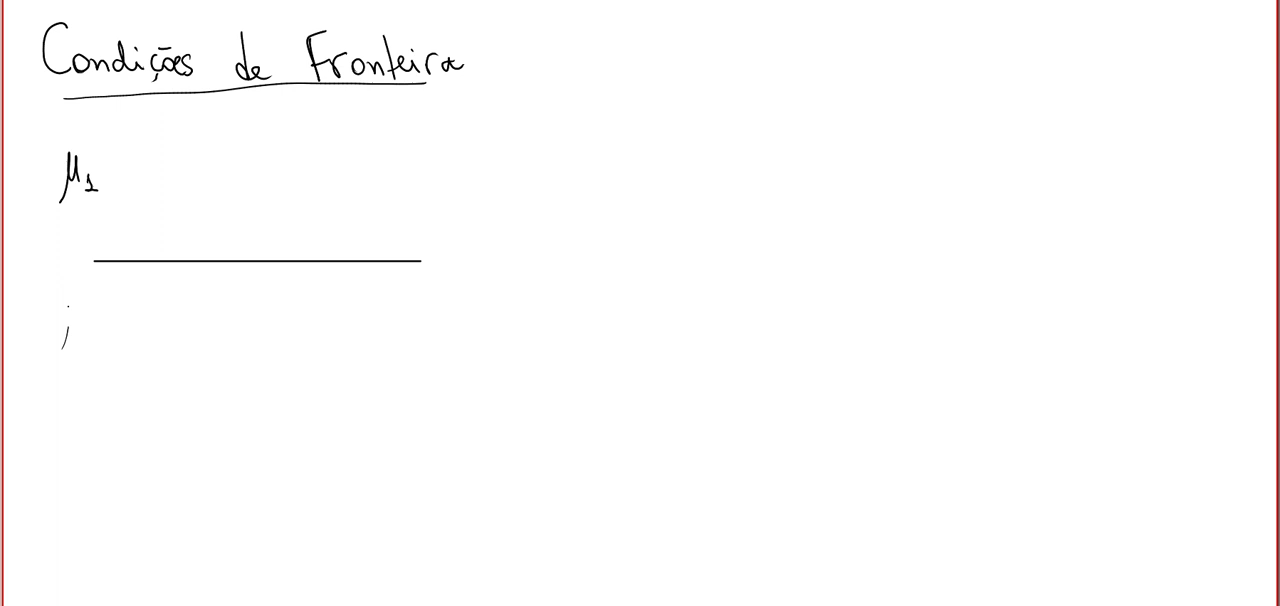 Condições de Fronteira
μ₁